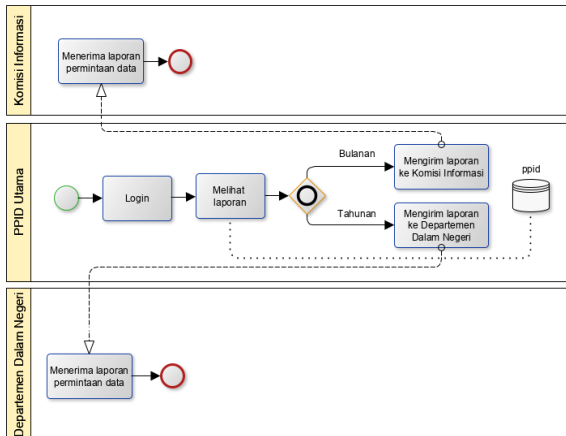 Komisi Informasi
Menerima laporan
permintaan data
PPID Utama
Login
Melihat
laporan
Bulanan
Tahunan
Mengirim laporan
ke Komisi Informasi
Mengirim laporan
ke Departemen
Dalam Negeri
ppid
Departemen Dalam Negeri
Menerima laporan
permintaan data